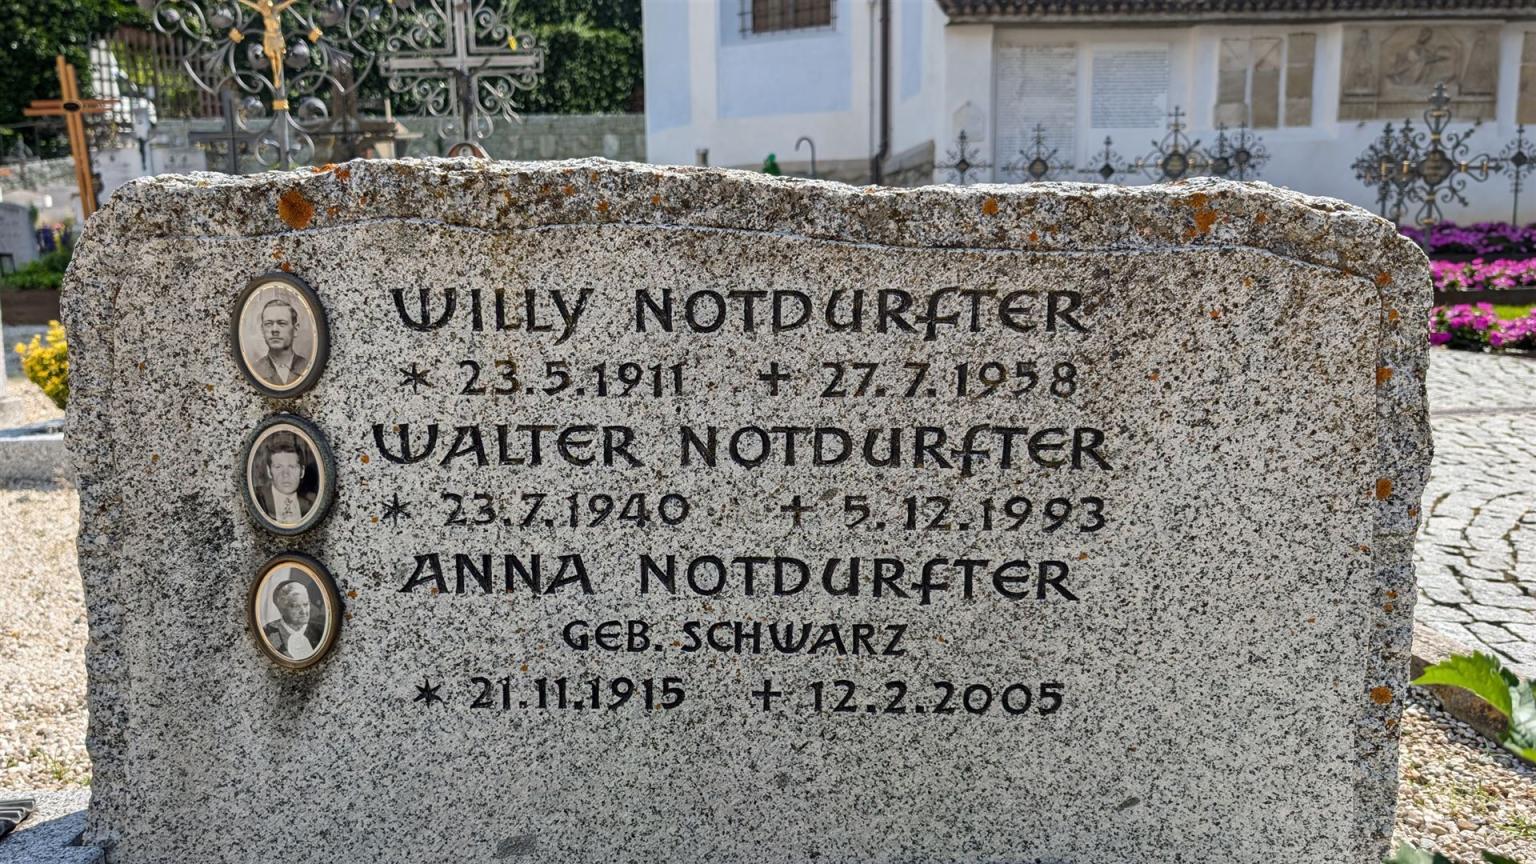 WILLY NOTDURFTER
* 23.5.1911 + 27.7.1958
WALTER NOTDURFTER
* 23.7.1940 + 5.12.1993
ANNA NOTDURFTER
GEB. SCHWARZ
* 21.11.1915 + 12.2.2005